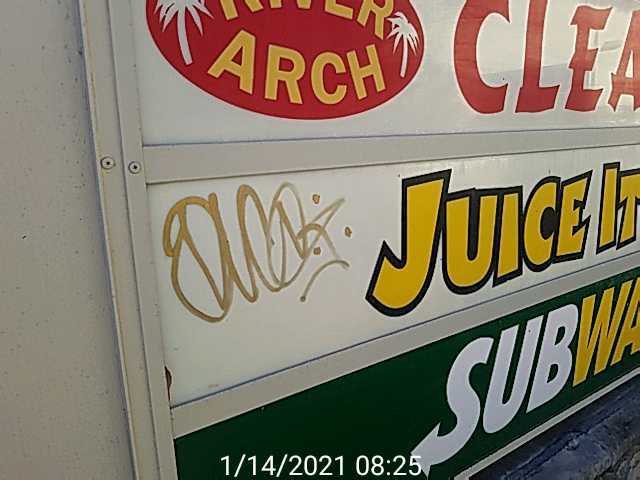 RIVER
ARCH
CLEA
JUICE IT
SUBWA
1/14/2021 08:25